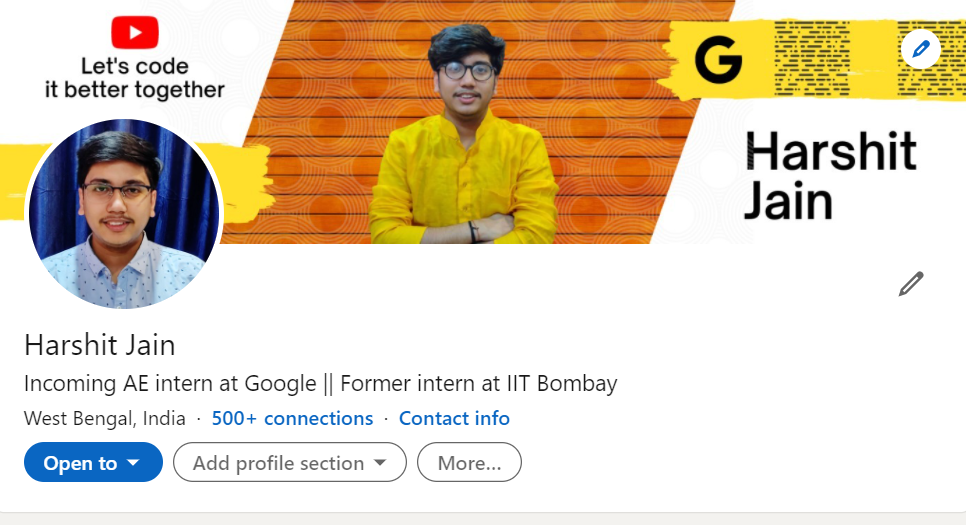 Let's code
it better together
G
Harshit
Jain
Harshit Jain
Incoming AE intern at Google || Former intern at IIT Bombay
West Bengal, India · 500+ connections · Contact info
Open to
Add profile section
More...